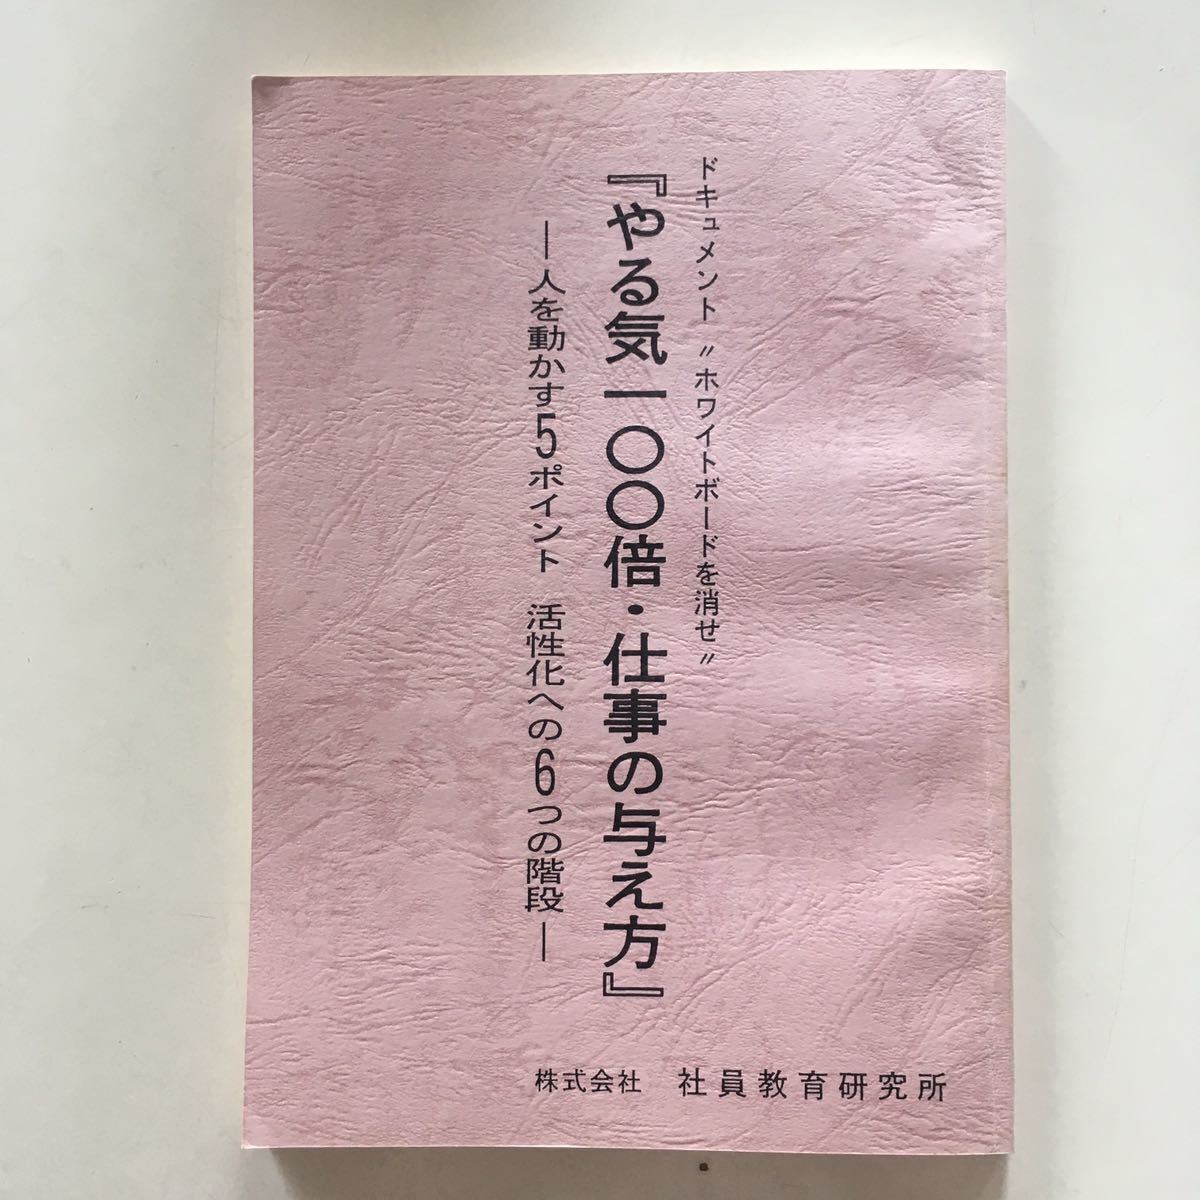 ドキュメント〝ホワイトボードを消せ〟
『やる気一〇〇倍・仕事の与え方』
―人を動かす5ポイント 活性化への6つの階段―
株式会社 社員教育研究所